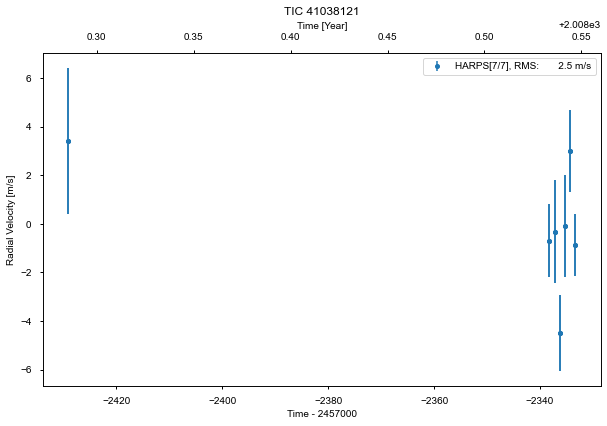 TIC 41038121
Time [Year]
+2.008e3
0.30 0.35 0.40 0.45 0.50 0.55
HARPS[7/7], RMS: 2.5 m/s
Radial Velocity [m/s]
6
4
2
0
−2
−4
−6
−2420 −2400 −2380 −2360 −2340
Time - 2457000